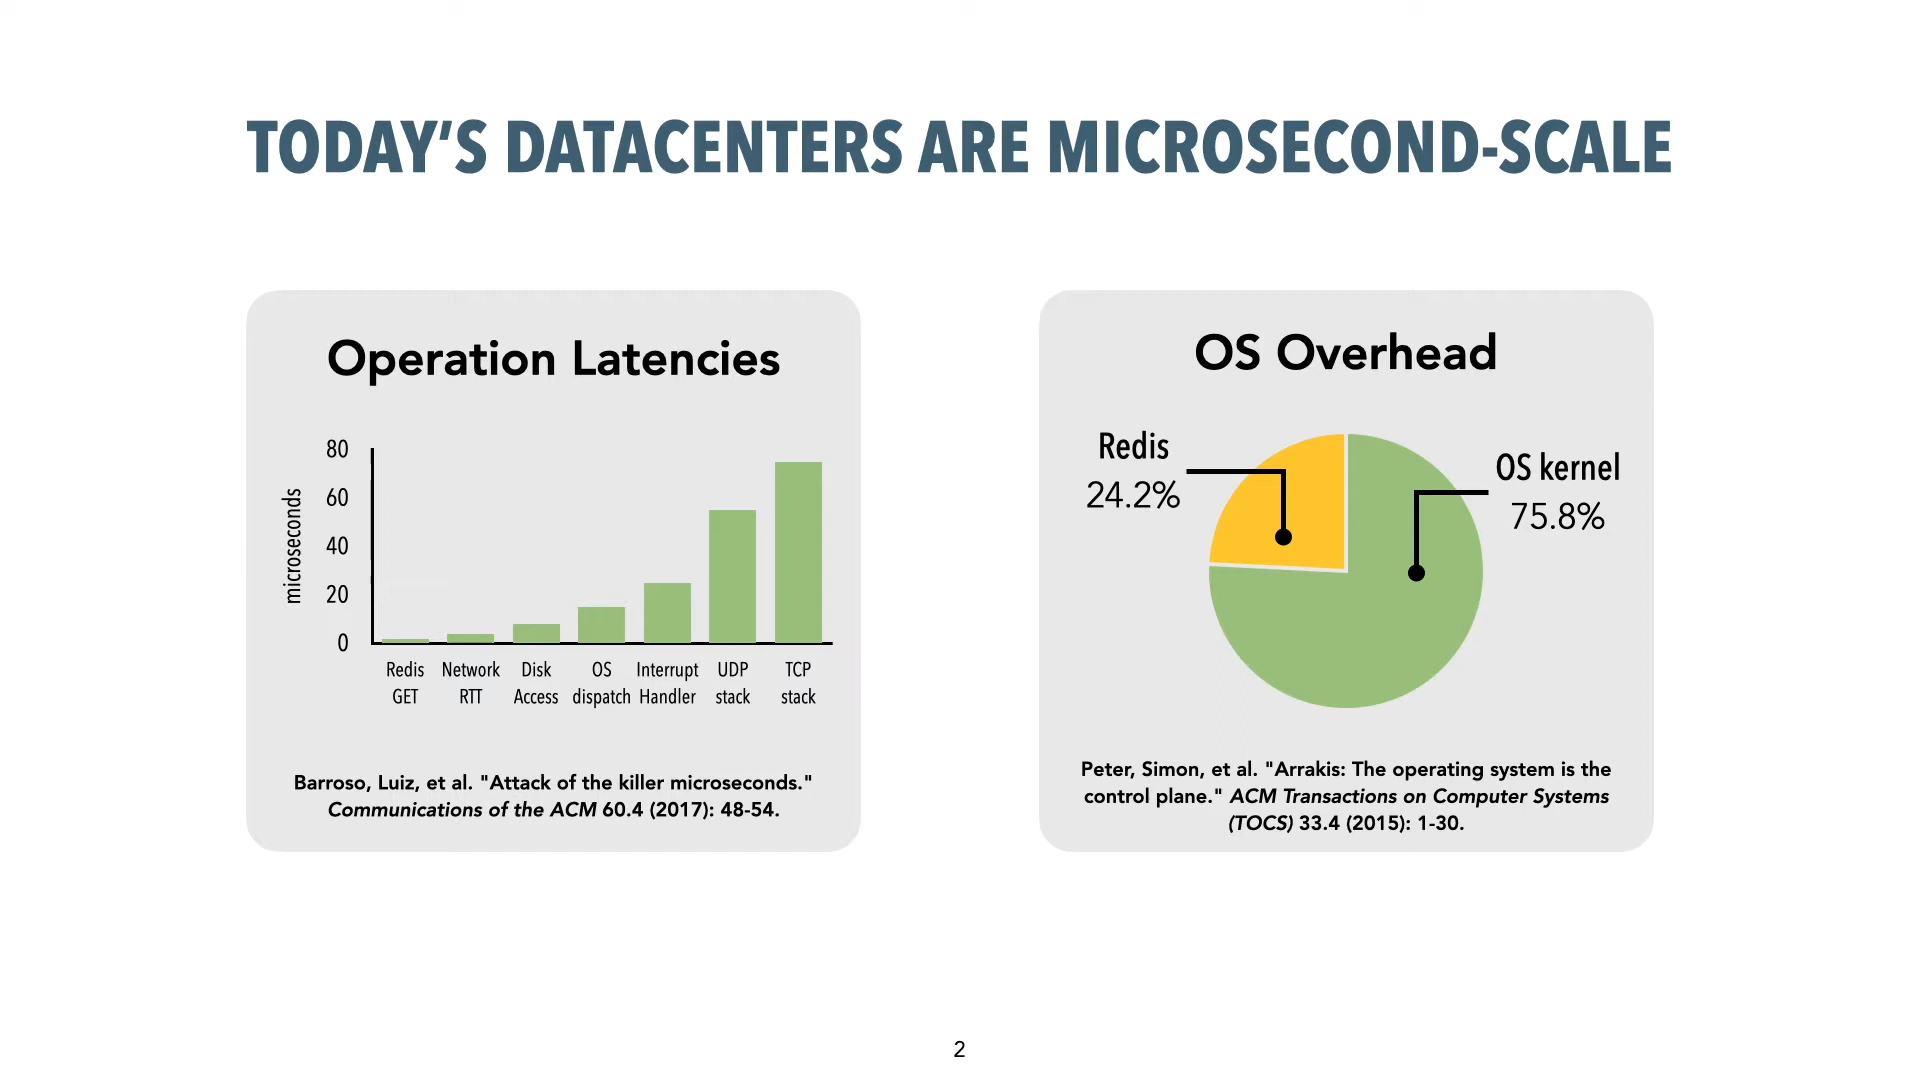 TODAY’S DATACENTERS ARE MICROSECOND-SCALE
Operation Latencies
microseconds
80
60
40
20
0
Redis GET
Network RTT
Disk Access
OS dispatch
Interrupt Handler
UDP stack
TCP stack
Barroso, Luiz, et al. "Attack of the killer microseconds."
Communications of the ACM 60.4 (2017): 48-54.
OS Overhead
Redis
24.2%
OS kernel
75.8%
Peter, Simon, et al. "Arrakis: The operating system is the
control plane." ACM Transactions on Computer Systems
(TOCS) 33.4 (2015): 1-30.
2